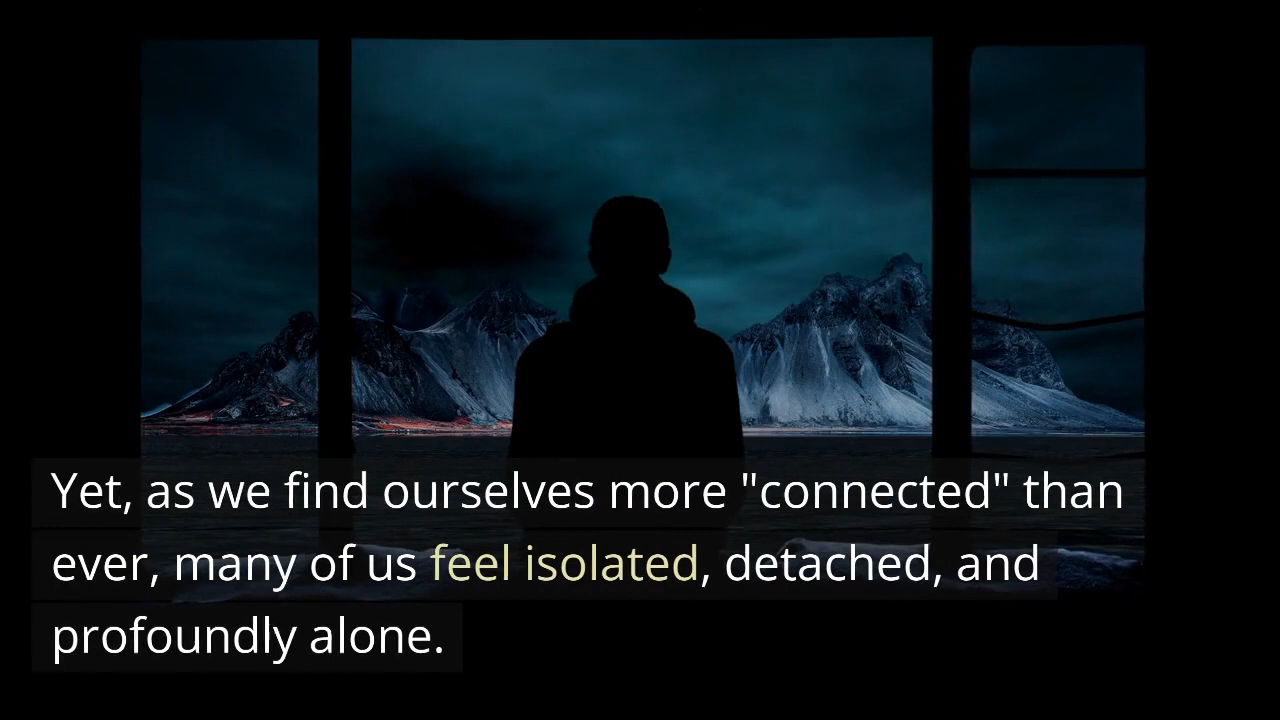 Yet, as we find ourselves more "connected" than
ever, many of us feel isolated, detached, and
profoundly alone.